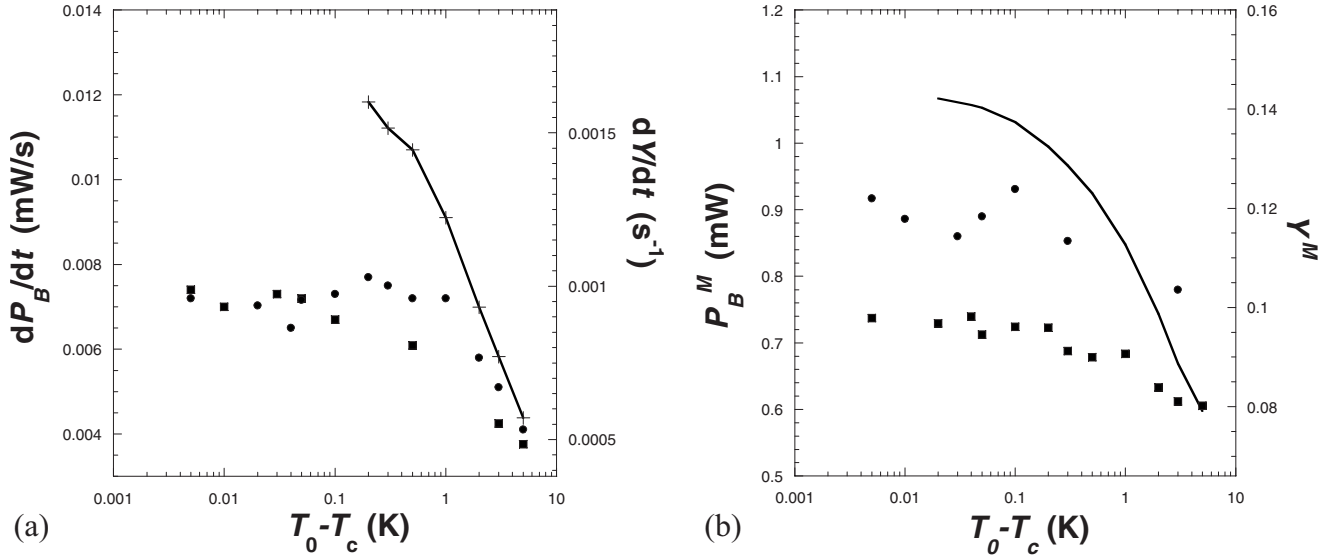 0.014
0.012
0.01
0.008
0.006
0.004
dP_B/dt (mW/s)
0.0015
0.001
0.0005
dY/dt (s^-1)
0.001 0.01 0.1 1 10
(a) T_0-T_c (K)
1.2
1.1
1
0.9
0.8
0.7
0.6
0.5
P_B^M (mW)
0.16
0.14
0.12
0.1
0.08
Y^M
0.001 0.01 0.1 1 10
(b) T_0-T_c (K)